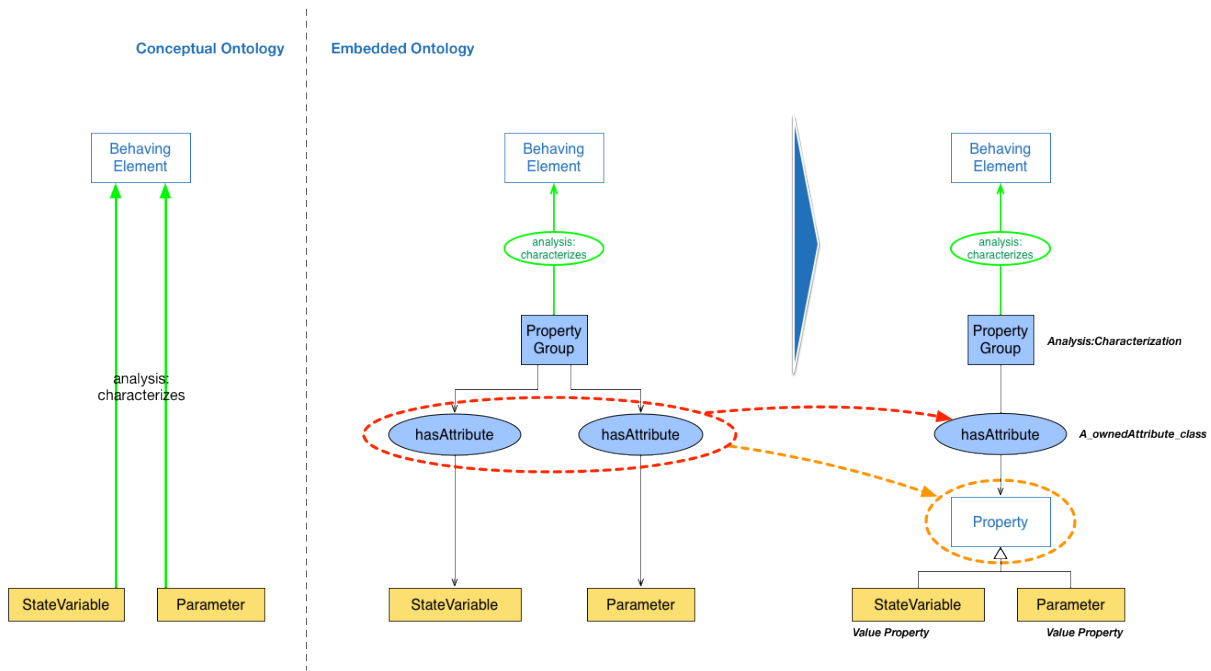 Conceptual Ontology
Embedded Ontology
Behaving
Element
Behaving
Element
Behaving
Element
analysis:
characterizes
analysis:
characterizes
Property
Group
Property
Group
Analysis:Characterization
analysis:
characterizes
hasAttribute
hasAttribute
hasAttribute
A_ownedAttribute_class
Property
StateVariable
Parameter
StateVariable
Parameter
StateVariable
Parameter
Value Property
Value Property